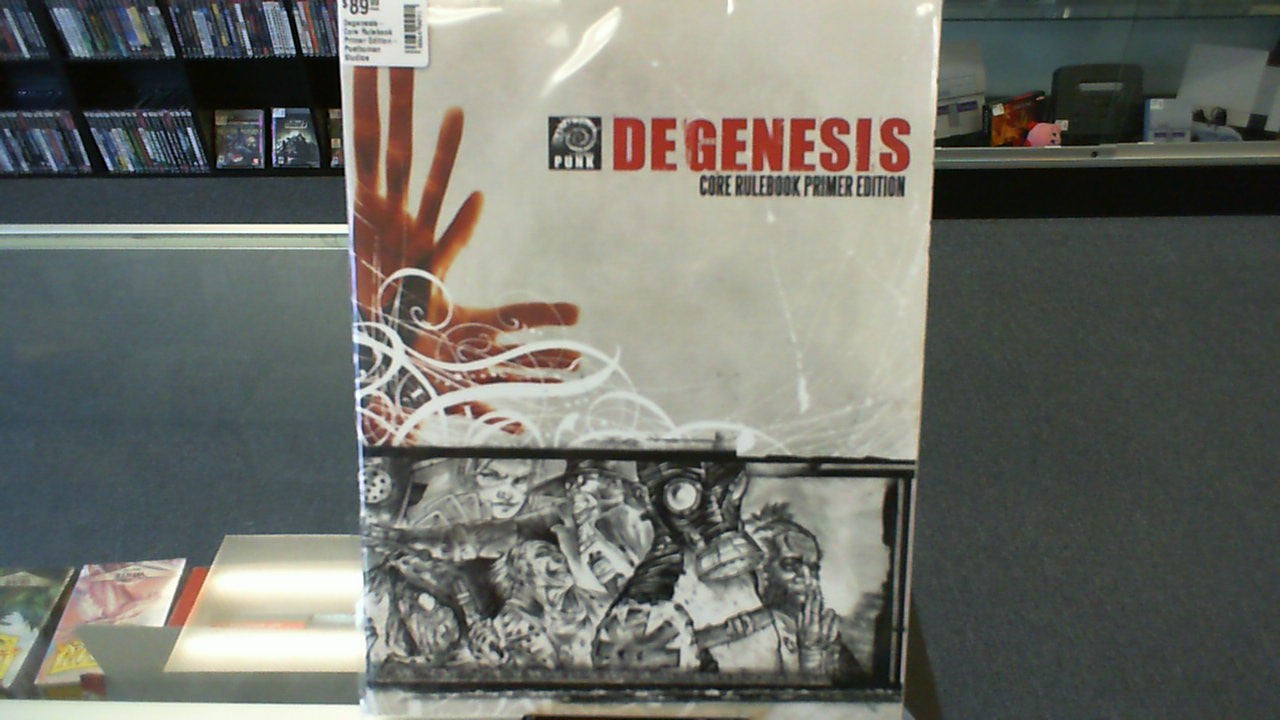 $89
Degenesis -
Core Rulebook
Primer Edition -
Posthuman
Studios
PUNK
DEGENESIS
CORE RULEBOOK PRIMER EDITION